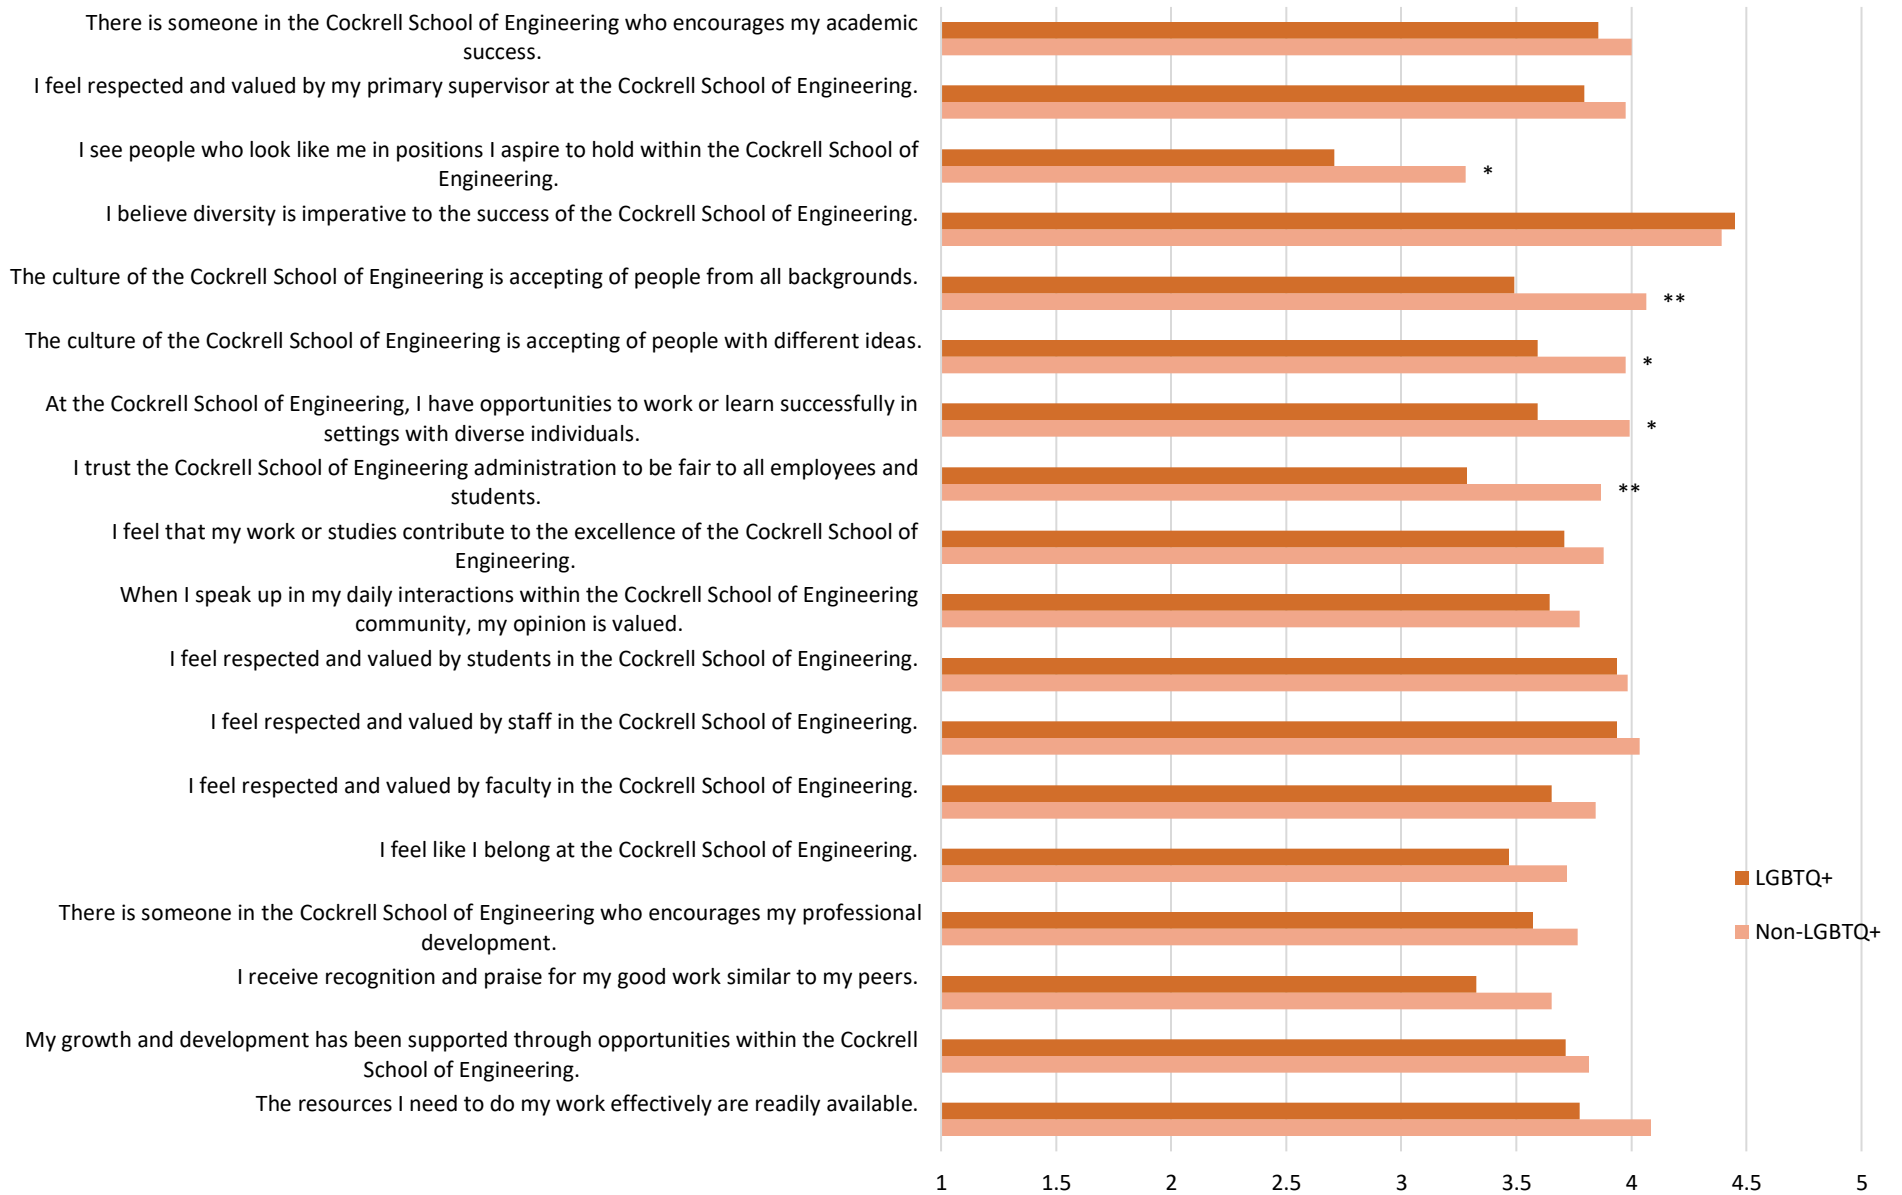 There is someone in the Cockrell School of Engineering who encourages my academic
success.
I feel respected and valued by my primary supervisor at the Cockrell School of Engineering.
I see people who look like me in positions I aspire to hold within the Cockrell School of
Engineering.
*
I believe diversity is imperative to the success of the Cockrell School of Engineering.
The culture of the Cockrell School of Engineering is accepting of people from all backgrounds.
**
The culture of the Cockrell School of Engineering is accepting of people with different ideas.
*
At the Cockrell School of Engineering, I have opportunities to work or learn successfully in
settings with diverse individuals.
*
I trust the Cockrell School of Engineering administration to be fair to all employees and
students.
**
I feel that my work or studies contribute to the excellence of the Cockrell School of
Engineering.
When I speak up in my daily interactions within the Cockrell School of Engineering
community, my opinion is valued.
I feel respected and valued by students in the Cockrell School of Engineering.
I feel respected and valued by staff in the Cockrell School of Engineering.
I feel respected and valued by faculty in the Cockrell School of Engineering.
I feel like I belong at the Cockrell School of Engineering.
There is someone in the Cockrell School of Engineering who encourages my professional
development.
I receive recognition and praise for my good work similar to my peers.
My growth and development has been supported through opportunities within the Cockrell
School of Engineering.
The resources I need to do my work effectively are readily available.
LGBTQ+
Non-LGBTQ+
1 1.5 2 2.5 3 3.5 4 4.5 5